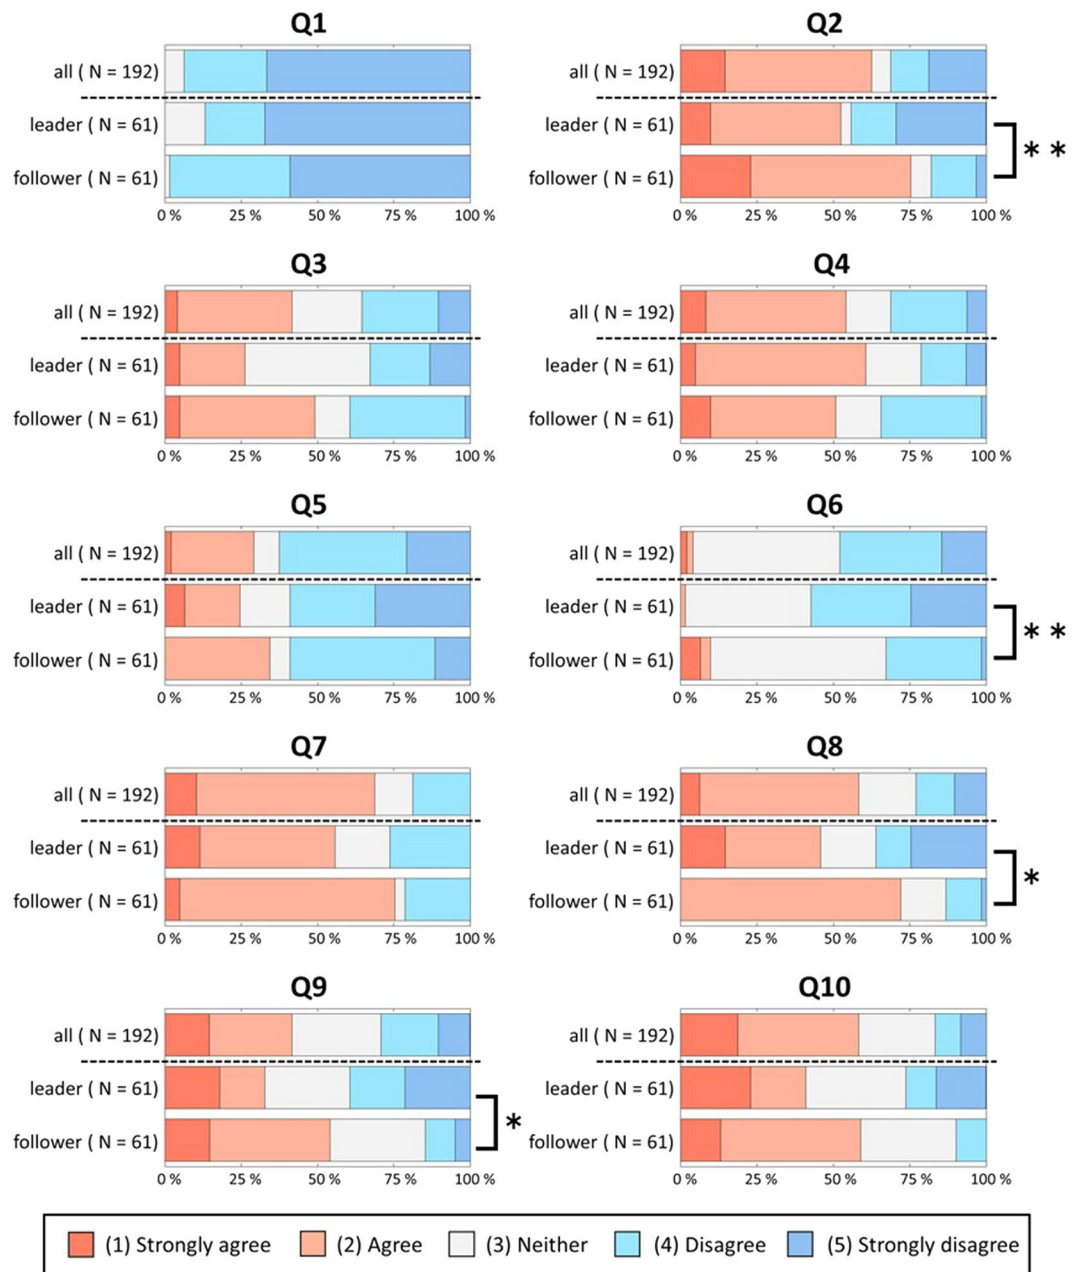 Q1
all ( N = 192)
leader ( N = 61)
follower ( N = 61)
0 % 25 % 50 % 75 % 100 %
Q2
all ( N = 192)
leader ( N = 61)
follower ( N = 61)
* *
0 % 25 % 50 % 75 % 100 %
Q3
all ( N = 192)
leader ( N = 61)
follower ( N = 61)
0 % 25 % 50 % 75 % 100 %
Q4
all ( N = 192)
leader ( N = 61)
follower ( N = 61)
0 % 25 % 50 % 75 % 100 %
Q5
all ( N = 192)
leader ( N = 61)
follower ( N = 61)
0 % 25 % 50 % 75 % 100 %
Q6
all ( N = 192)
leader ( N = 61)
follower ( N = 61)
* *
0 % 25 % 50 % 75 % 100 %
Q7
all ( N = 192)
leader ( N = 61)
follower ( N = 61)
0 % 25 % 50 % 75 % 100 %
Q8
all ( N = 192)
leader ( N = 61)
follower ( N = 61)
*
0 % 25 % 50 % 75 % 100 %
Q9
all ( N = 192)
leader ( N = 61)
follower ( N = 61)
*
0 % 25 % 50 % 75 % 100 %
Q10
all ( N = 192)
leader ( N = 61)
follower ( N = 61)
0 % 25 % 50 % 75 % 100 %
(1) Strongly agree (2) Agree (3) Neither (4) Disagree (5) Strongly disagree